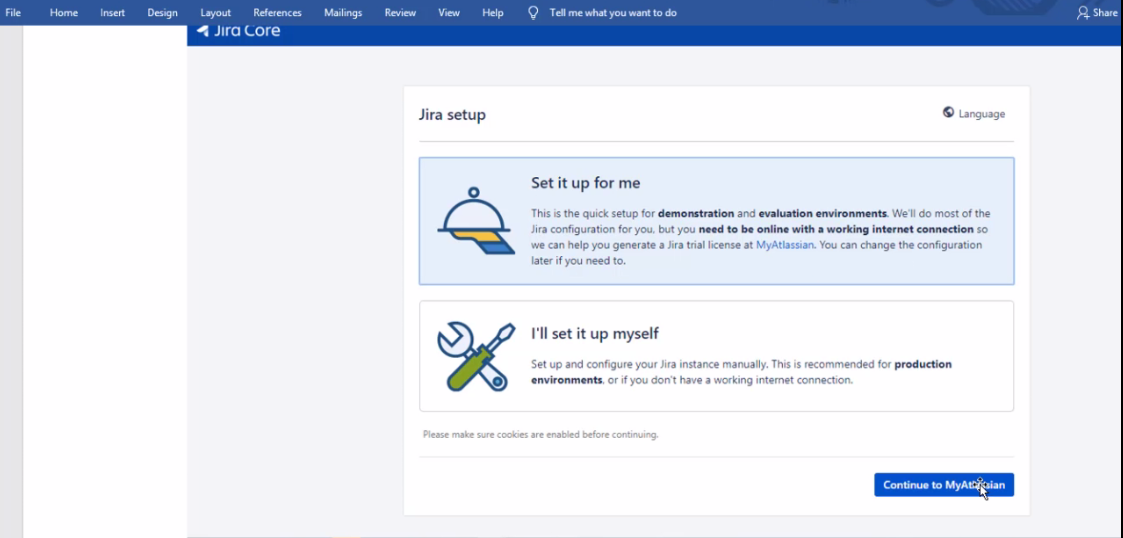 File Home Insert Design Layout References Mailings Review View Help Tell me what you want to do Share
Jira Core
Jira setup Language
Set it up for me
This is the quick setup for demonstration and evaluation environments. We'll do most of the
Jira configuration for you, but you need to be online with a working internet connection so
we can help you generate a Jira trial license at MyAtlassian. You can change the configuration
later if you need to.
I'll set it up myself
Set up and configure your Jira instance manually. This is recommended for production
environments, or if you don't have a working internet connection.
Please make sure cookies are enabled before continuing.
Continue to MyAtlassian